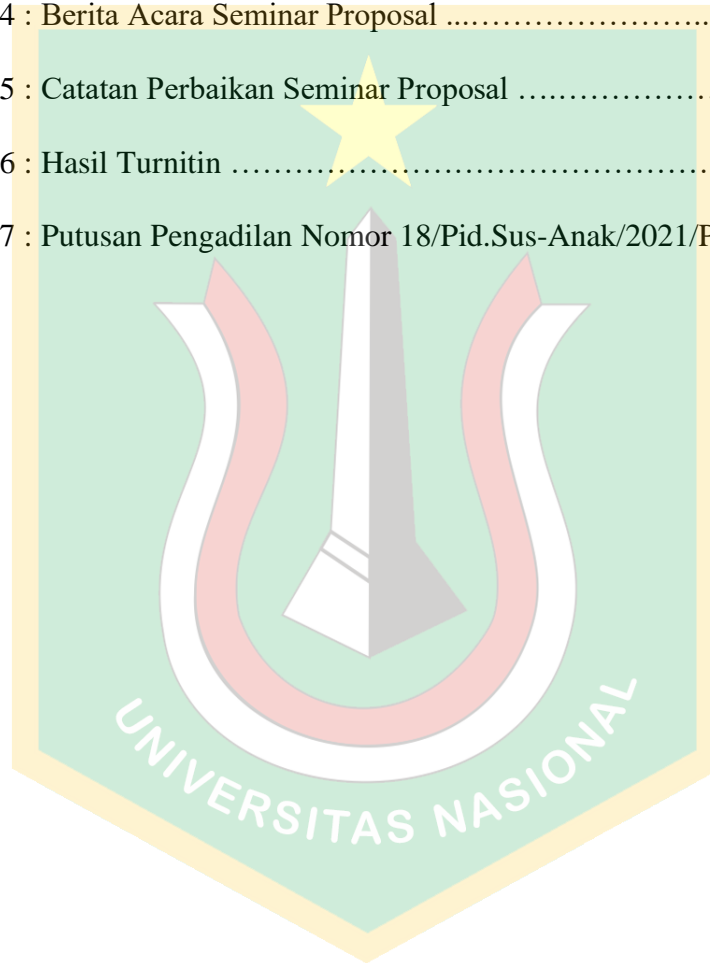 4 : Berita Acara Seminar Proposal ...…………………..
5 : Catatan Perbaikan Seminar Proposal ….………………
6 : Hasil Turnitin ………………………………………….
7 : Putusan Pengadilan Nomor 18/Pid.Sus-Anak/2021/P
UNIVERSITAS NASIONAL